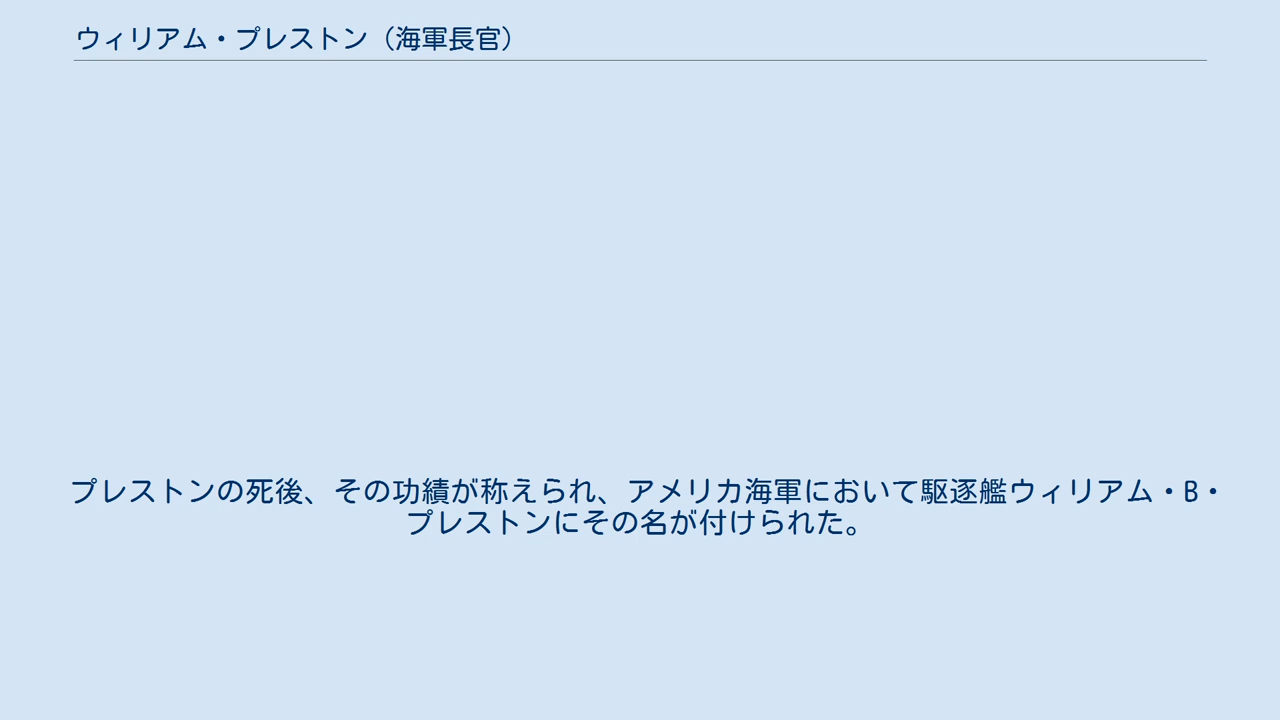 ウィリアム・プレストン（海軍長官）
プレストンの死後、その功績が称えられ、アメリカ海軍において駆逐艦ウィリアム・B・
プレストンにその名が付けられた。